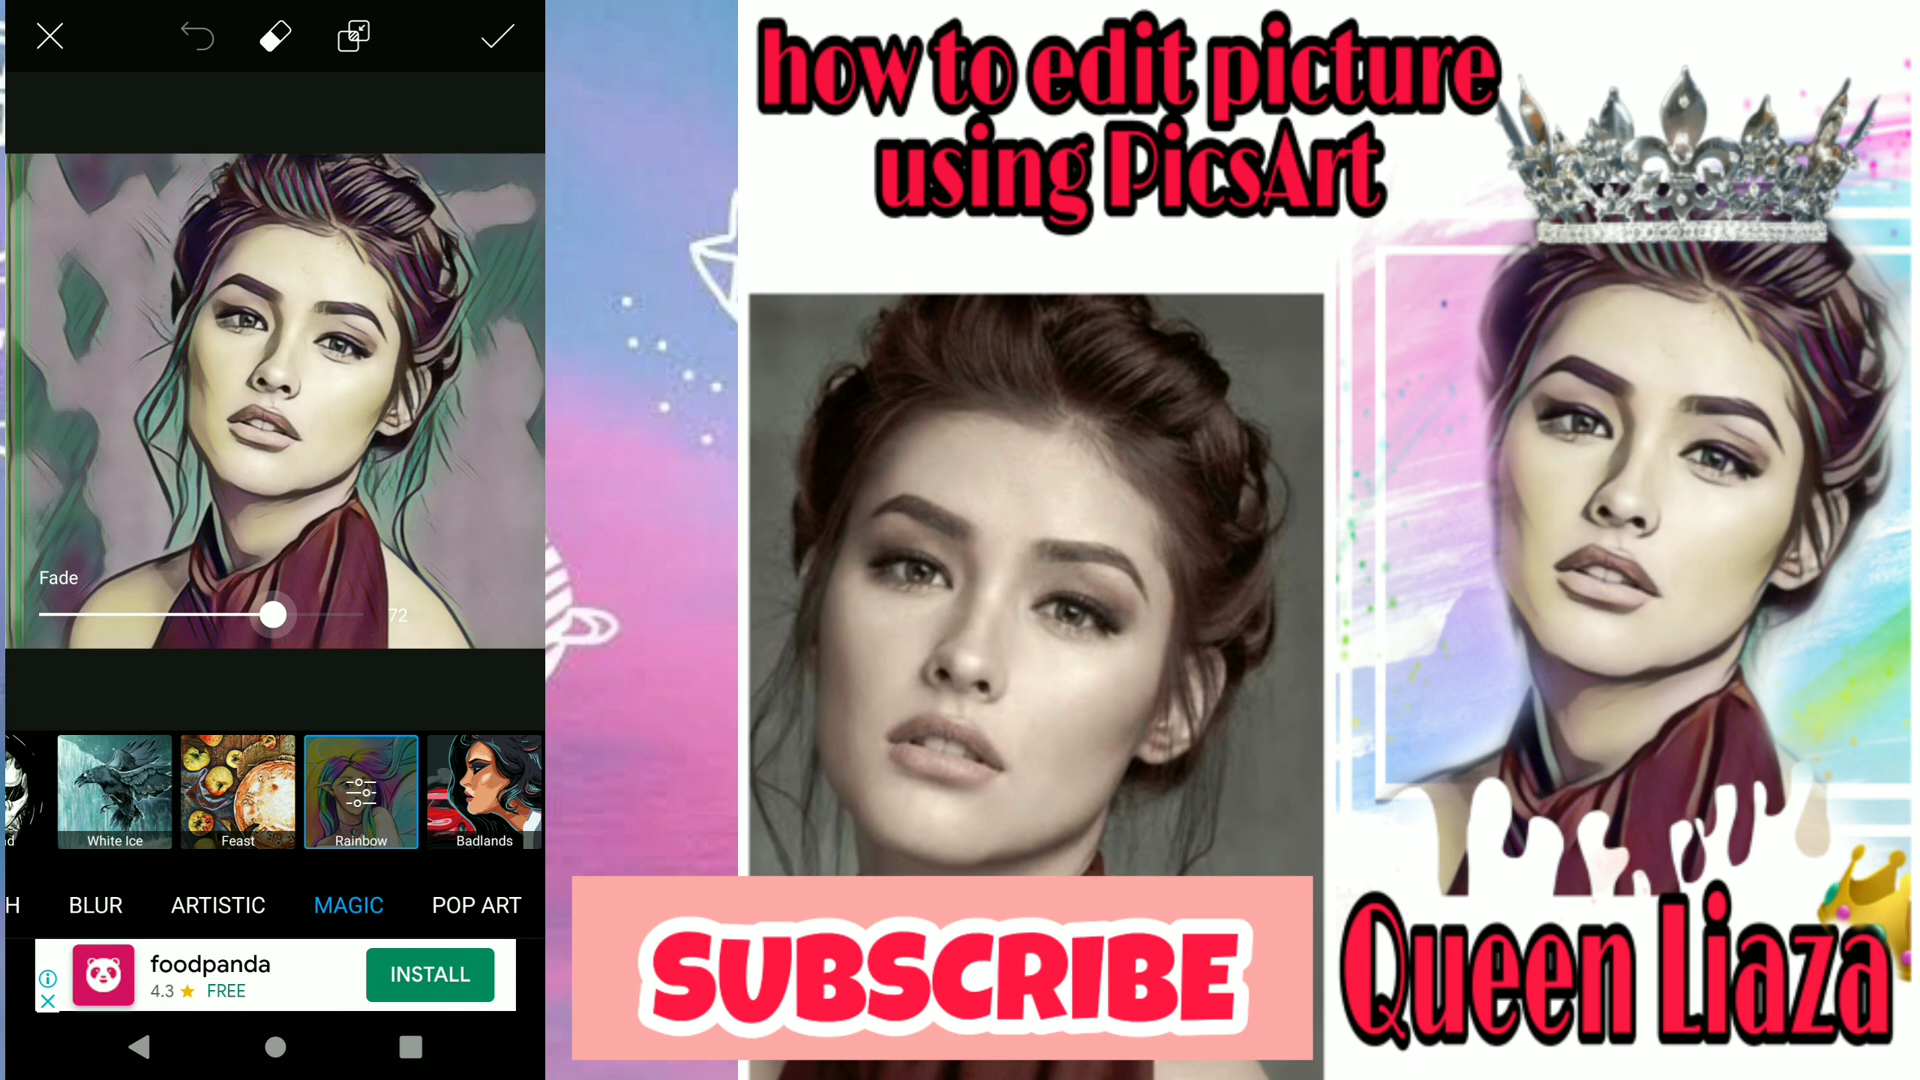 how to edit picture
using PicsArt
Fade
72
White Ice
Feast
Rainbow
Badlands
BLUR
ARTISTIC
MAGIC
POP ART
foodpanda
4.3 ★ FREE
INSTALL
SUBSCRIBE
Queen Liaza